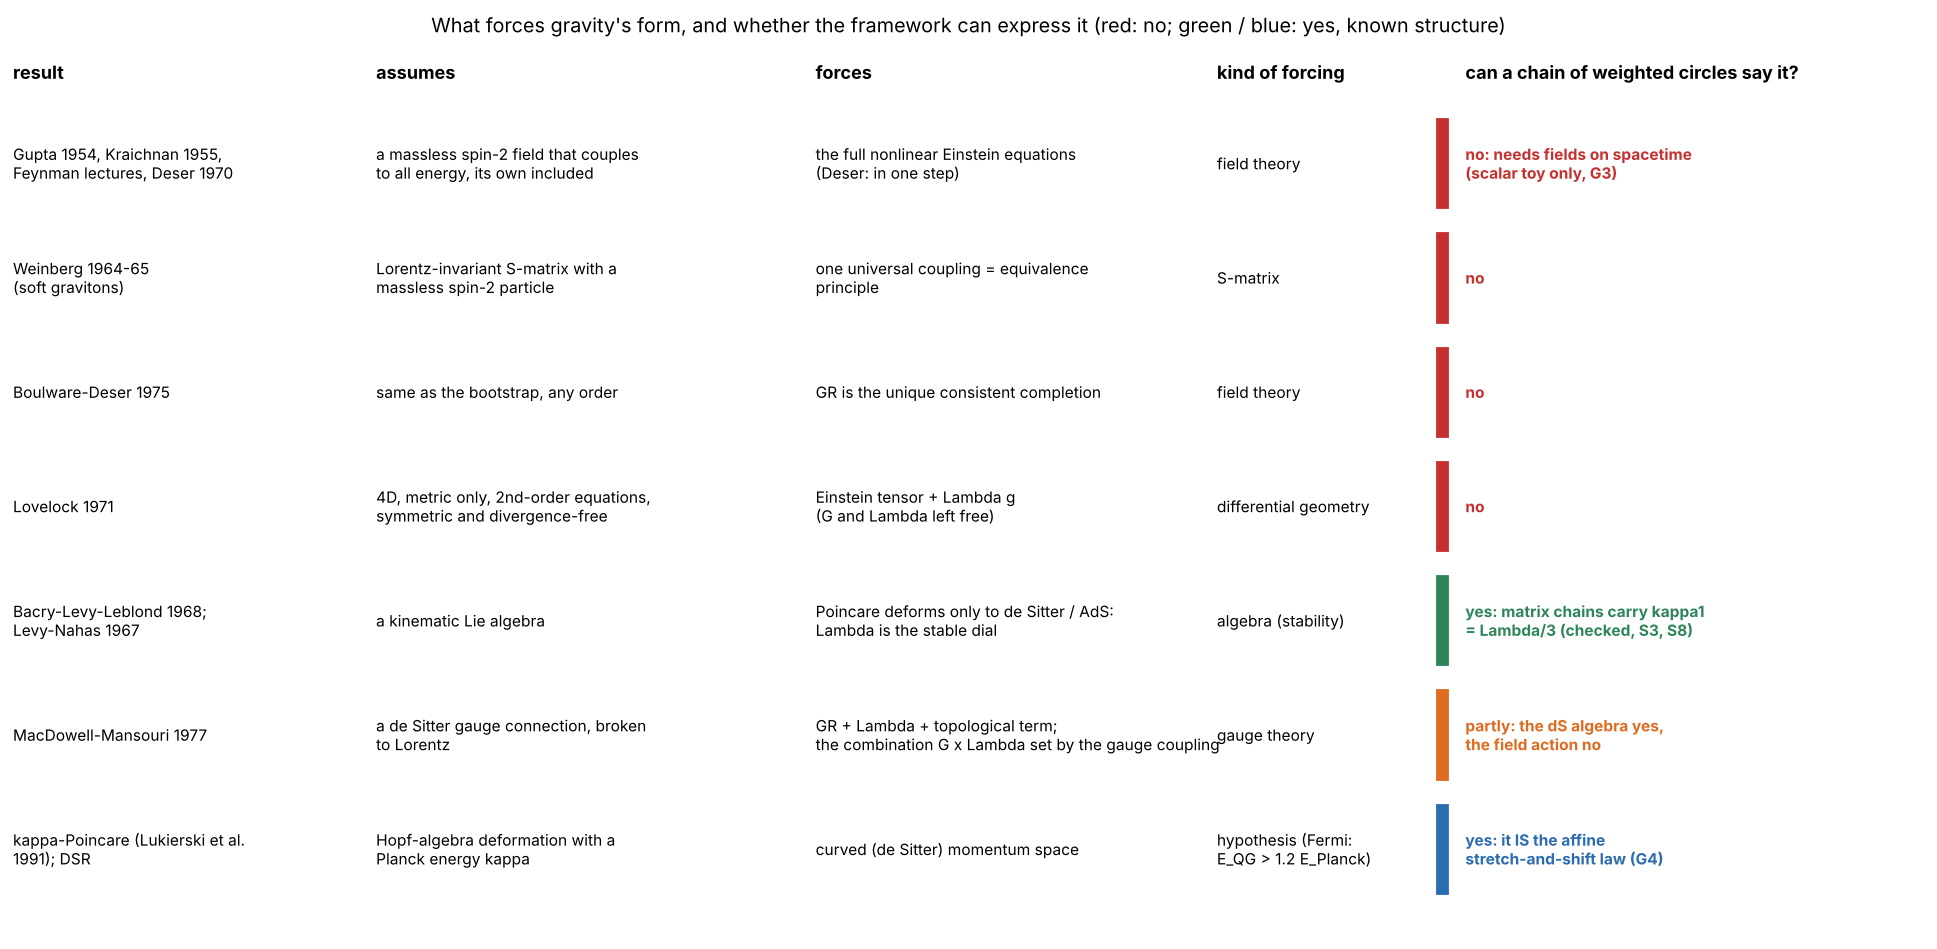 What forces gravity's form, and whether the framework can express it (red: no; green / blue: yes, known structure)
result
assumes
forces
kind of forcing
can a chain of weighted circles say it?
Gupta 1954, Kraichnan 1955,
Feynman lectures, Deser 1970
a massless spin-2 field that couples
to all energy, its own included
the full nonlinear Einstein equations
(Deser: in one step)
field theory
no: needs fields on spacetime
(scalar toy only, G3)
Weinberg 1964-65
(soft gravitons)
Lorentz-invariant S-matrix with a
massless spin-2 particle
one universal coupling = equivalence
principle
S-matrix
no
Boulware-Deser 1975
same as the bootstrap, any order
GR is the unique consistent completion
field theory
no
Lovelock 1971
4D, metric only, 2nd-order equations,
symmetric and divergence-free
Einstein tensor + Lambda g
(G and Lambda left free)
differential geometry
no
Bacry-Levy-Leblond 1968;
Levy-Nahas 1967
a kinematic Lie algebra
Poincare deforms only to de Sitter / AdS:
Lambda is the stable dial
algebra (stability)
yes: matrix chains carry kappa1
= Lambda/3 (checked, S3, S8)
MacDowell-Mansouri 1977
a de Sitter gauge connection, broken
to Lorentz
GR + Lambda + topological term;
the combination G x Lambda set by the gauge coupling
gauge theory
partly: the dS algebra yes,
the field action no
kappa-Poincare (Lukierski et al.
1991); DSR
Hopf-algebra deformation with a
Planck energy kappa
curved (de Sitter) momentum space
hypothesis (Fermi:
E_QG > 1.2 E_Planck)
yes: it IS the affine
stretch-and-shift law (G4)